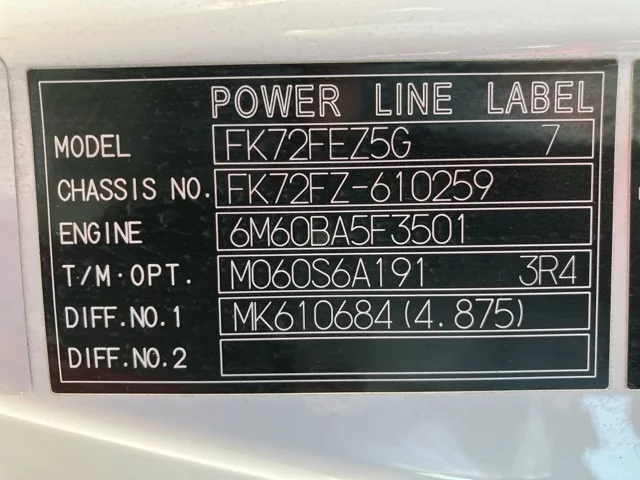 POWER LINE LABEL
MODEL FK72FEZ5G 7
CHASSIS NO. FK72FZ-610259
ENGINE 6M60BA5F3501
T/M·OPT. M060S6A191 3R4
DIFF.NO.1 MK610684(4.875)
DIFF.NO.2